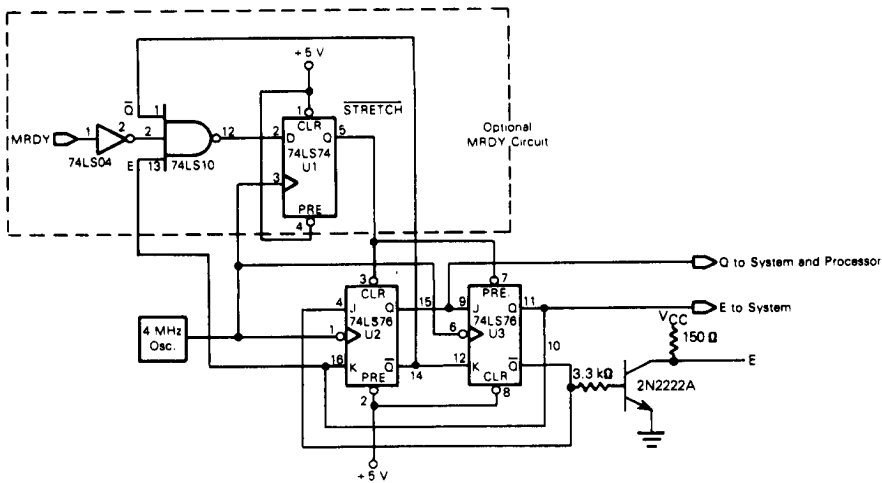 +5 V
Q̅
1
1
CLR
S̅T̅R̅E̅T̅C̅H̅
MRDY
1
2
2
12
2
D
Q
5
Optional
MRDY Circuit
74LS04
E
13
74LS10
74LS74
U1
3
PRE
4
3
CLR
7
PRE
Q to System and Processor
4
J
Q
15
9
J
Q
11
E to System
4 MHz
Osc.
1
74LS76
U2
6
74LS76
U3
VCC
150 Ω
16
K
Q̅
14
12
K
Q̅
10
E
PRE
2
CLR
8
3.3 kΩ
2N2222A
+5 V